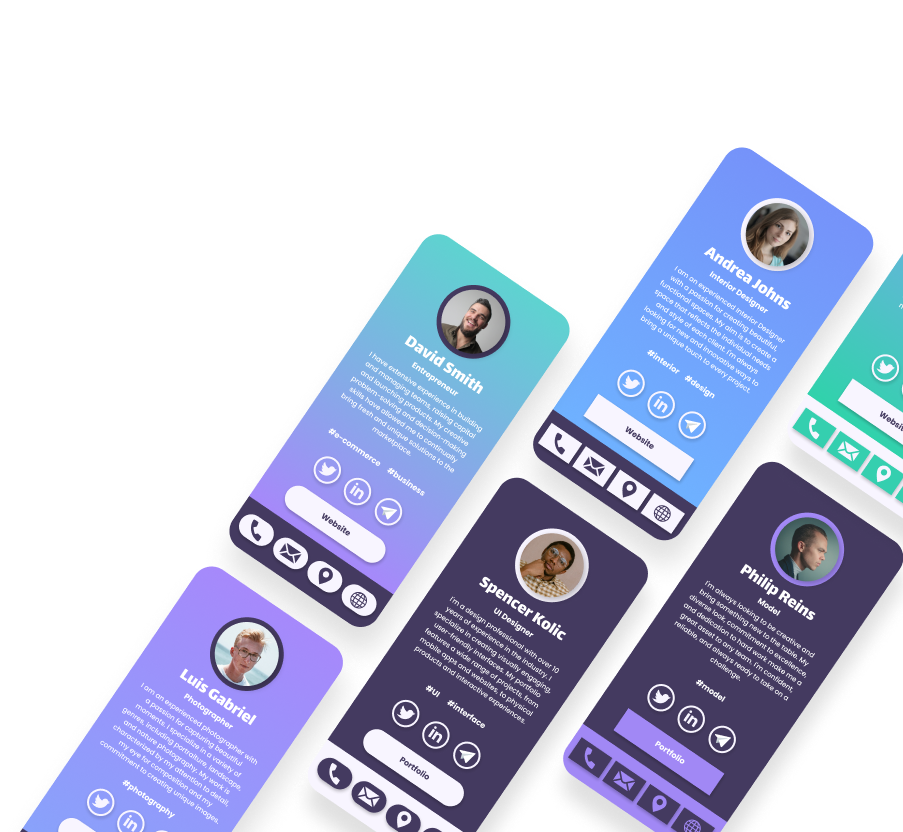 Andrea Johns
Interior Designer
I am an experienced Interior Designer
with a passion for creating beautiful,
functional spaces. My aim is to create a
space that reflects the individual needs
and style of each client. I'm always
looking for new and innovative ways to
bring a unique touch to every project.
#interior #design
in
Website
David Smith
Entrepreneur
I have extensive experience in building
and managing teams, raising capital
and launching products. My creative
problem-solving and decision-making
skills have allowed me to continually
bring fresh and unique solutions to the
marketplace.
#e-commerce #business
in
Website
Luis Gabriel
Photographer
I am an experienced photographer with
a passion for capturing beautiful
moments. I specialize in a variety of
genres, including portraiture, landscape,
and nature photography. My work is
characterized by my attention to detail,
my eye for composition and my
commitment to creating unique images.
#photography
in
Spencer Kolic
UI Designer
I'm a design professional with over 10
years of experience in the industry. I
specialize in creating visually engaging,
user-friendly interfaces. My portfolio
features a wide range of projects, from
mobile apps and websites, to physical
products and interactive experiences.
#UI #interface
in
Portfolio
Philip Reins
Model
I'm always looking to be creative and
bring something new to the table. My
diverse look, commitment to excellence,
and dedication to hard work make me a
great asset to any team. I'm confident,
reliable, and always ready to take on a
challenge.
#model
in
Portfolio